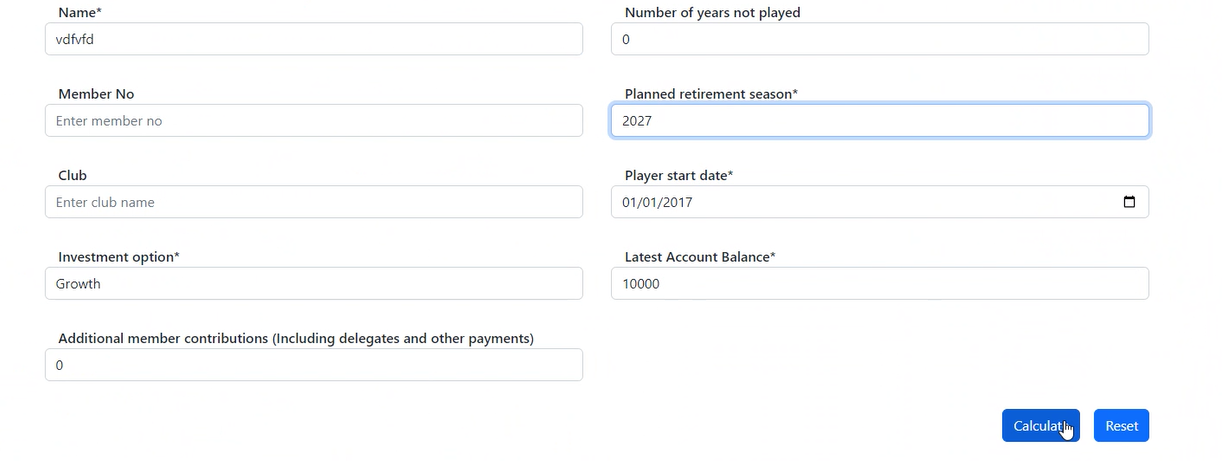 Name*
vdfvfd
Number of years not played
0
Member No
Enter member no
Planned retirement season*
2027
Club
Enter club name
Player start date*
01/01/2017
Investment option*
Growth
Latest Account Balance*
10000
Additional member contributions (Including delegates and other payments)
0
Calculate
Reset